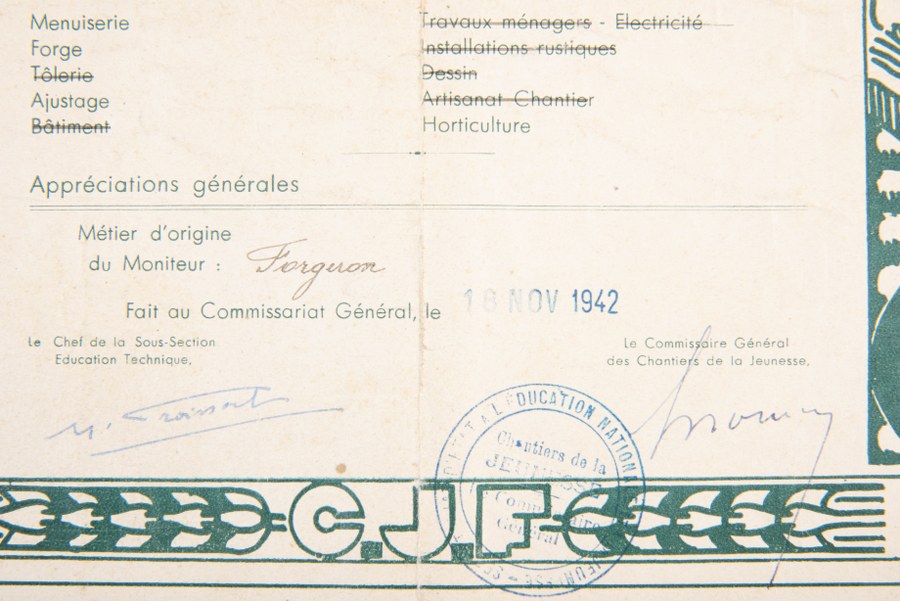 Menuiserie
Forge
Tôlerie
Ajustage
Bâtiment
Travaux ménagers - Electricité
Installations rustiques
Dessin
Artisanat Chantier
Horticulture
Appréciations générales
Métier d'origine
du Moniteur : Forgeron
Fait au Commissariat Général, le 18 NOV 1942
Le Chef de la Sous-Section
Education Technique,
Le Commissaire Général
des Chantiers de la Jeunesse,
EDUCATION NATIONA
Chantiers de la
JEUNESSE
Général
JEUNESSE
C.J.F